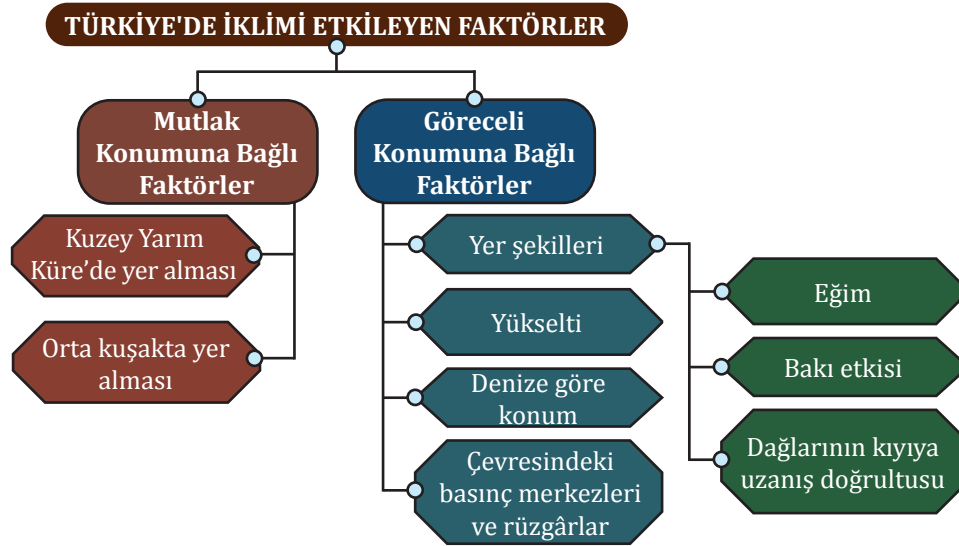 TÜRKİYE'DE İKLİMİ ETKİLEYEN FAKTÖRLER
Mutlak
Konumuna Bağlı
Faktörler
Kuzey Yarım
Küre’de yer alması
Orta kuşakta yer
alması
Göreceli
Konumuna Bağlı
Faktörler
Yer şekilleri
Yükselti
Denize göre
konum
Çevresindeki
basınç merkezleri
ve rüzgârlar
Eğim
Bakı etkisi
Dağlarının kıyıya
uzanış doğrultusu